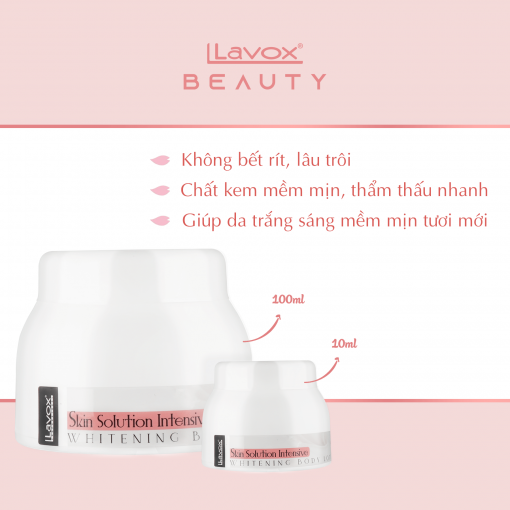 Lavox®
BEAUTY
Không bết rít, lâu trôi
Chất kem mềm mịn, thẩm thấu nhanh
Giúp da trắng sáng mềm mịn tươi mới
100ml
10ml
Lavox
Skin Solution Intensive
WHITENING
Lavox
Skin Solution Intensive
WHITENING BODY